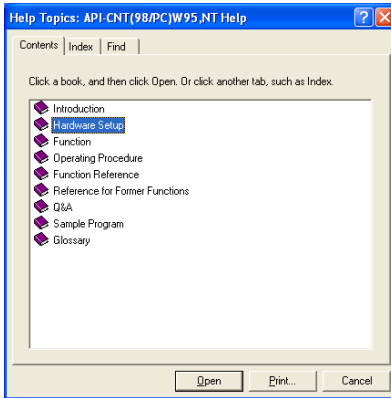 Help Topics: API-CNT(98/PC)W95,NT Help
Contents Index Find
Click a book, and then click Open. Or click another tab, such as Index.
Introduction
Hardware Setup
Function
Operating Procedure
Function Reference
Reference for Former Functions
Q&A
Sample Program
Glossary
Open Print... Cancel